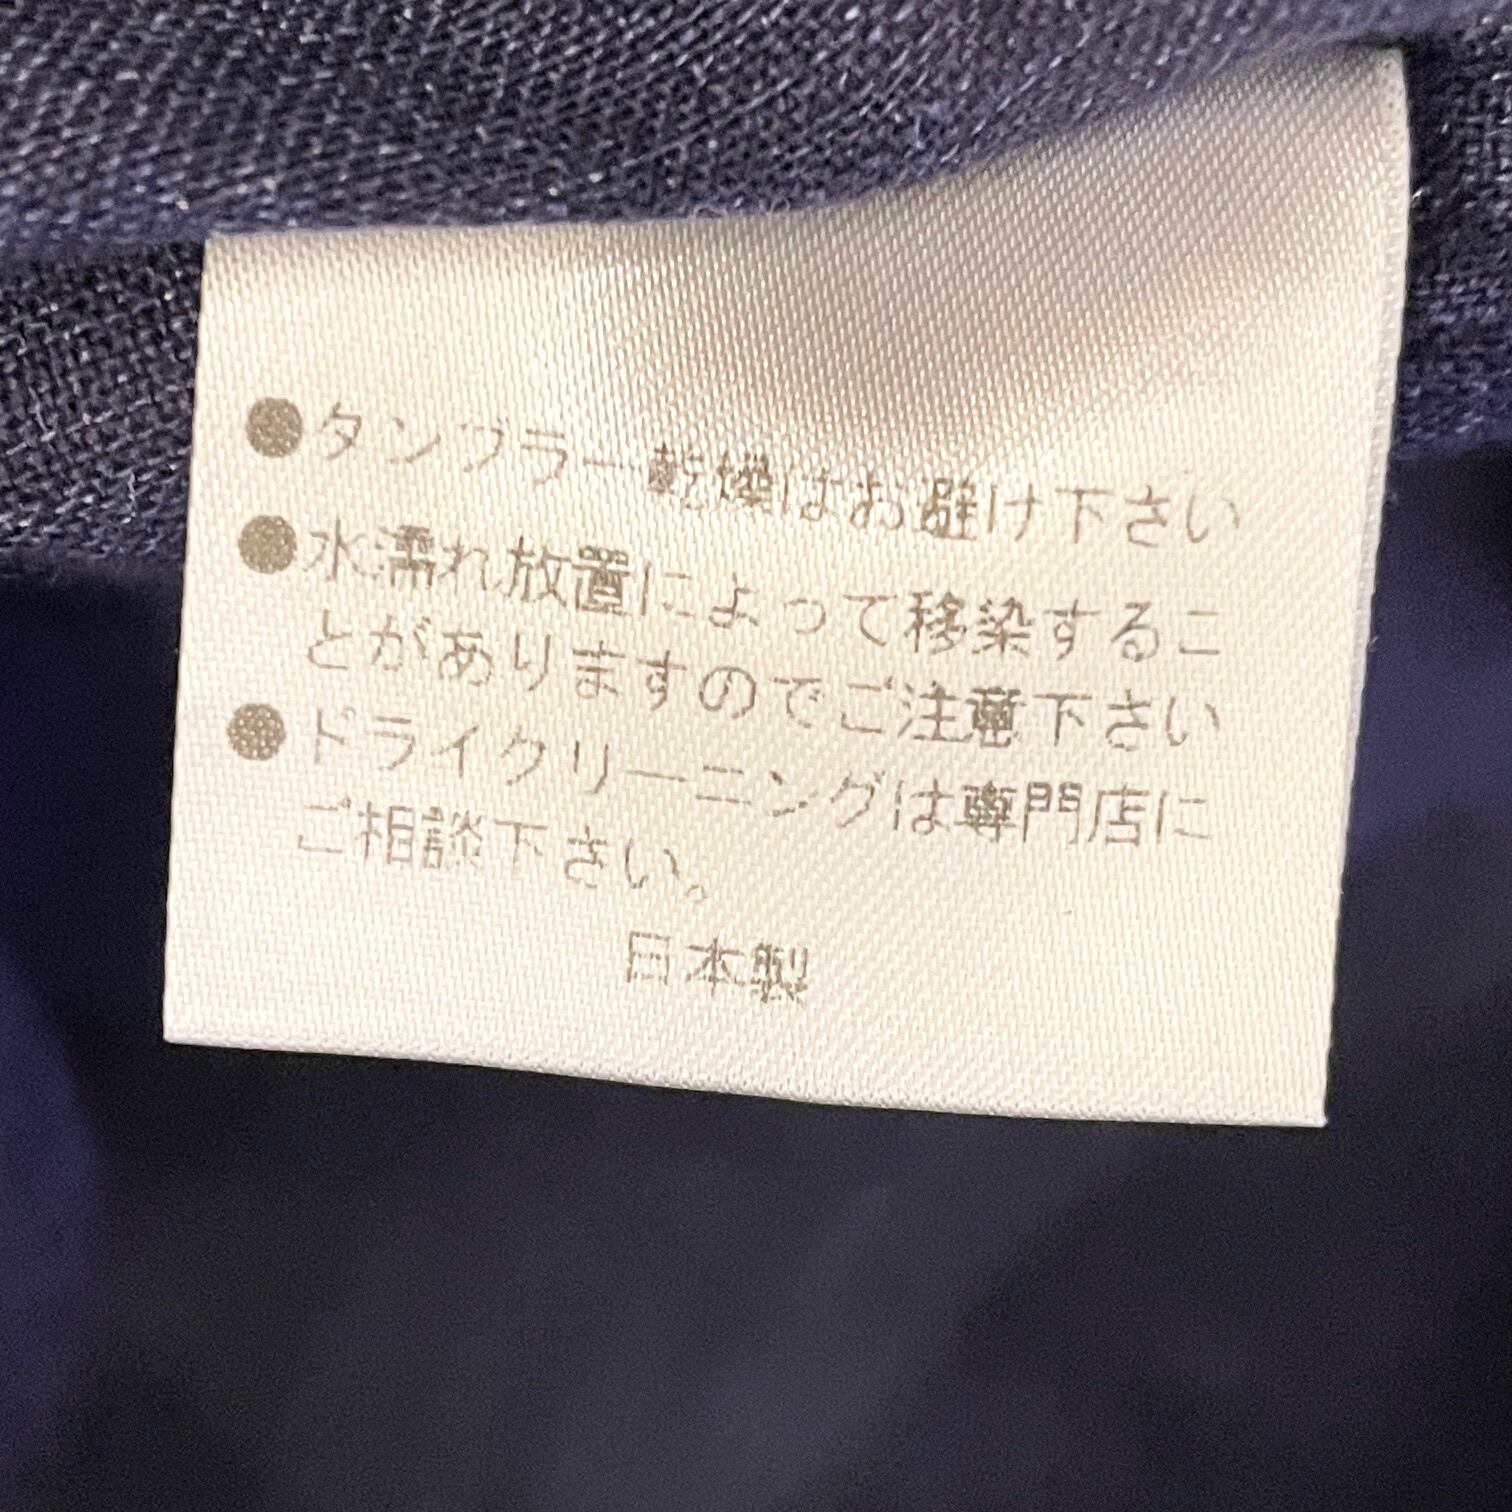 ●タンブラー乾燥はお避け下さい
●水濡れ放置によって移染するこ
とがありますのでご注意下さい
●ドライクリーニングは専門店に
ご相談下さい。
日本製